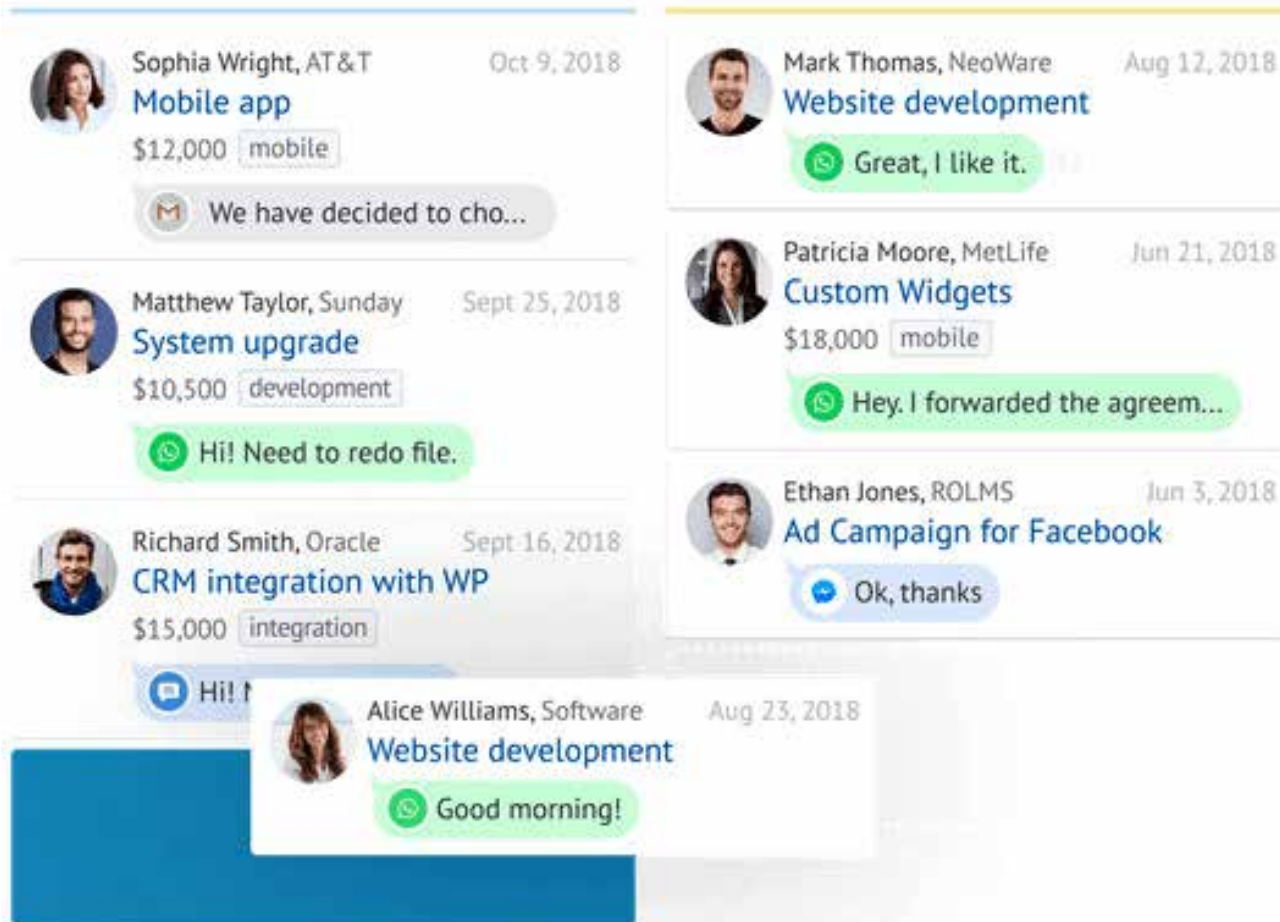 Sophia Wright, AT&T Oct 9, 2018
Mobile app
$12,000 mobile
We have decided to cho...
Matthew Taylor, Sunday Sept 25, 2018
System upgrade
$10,500 development
Hi! Need to redo file.
Richard Smith, Oracle Sept 16, 2018
CRM integration with WP
$15,000 integration
Hi!
Alice Williams, Software Aug 23, 2018
Website development
Good morning!
Mark Thomas, NeoWare Aug 12, 2018
Website development
Great, I like it.
Patricia Moore, MetLife Jun 21, 2018
Custom Widgets
$18,000 mobile
Hey. I forwarded the agreem...
Ethan Jones, ROLMS Jun 3, 2018
Ad Campaign for Facebook
Ok, thanks